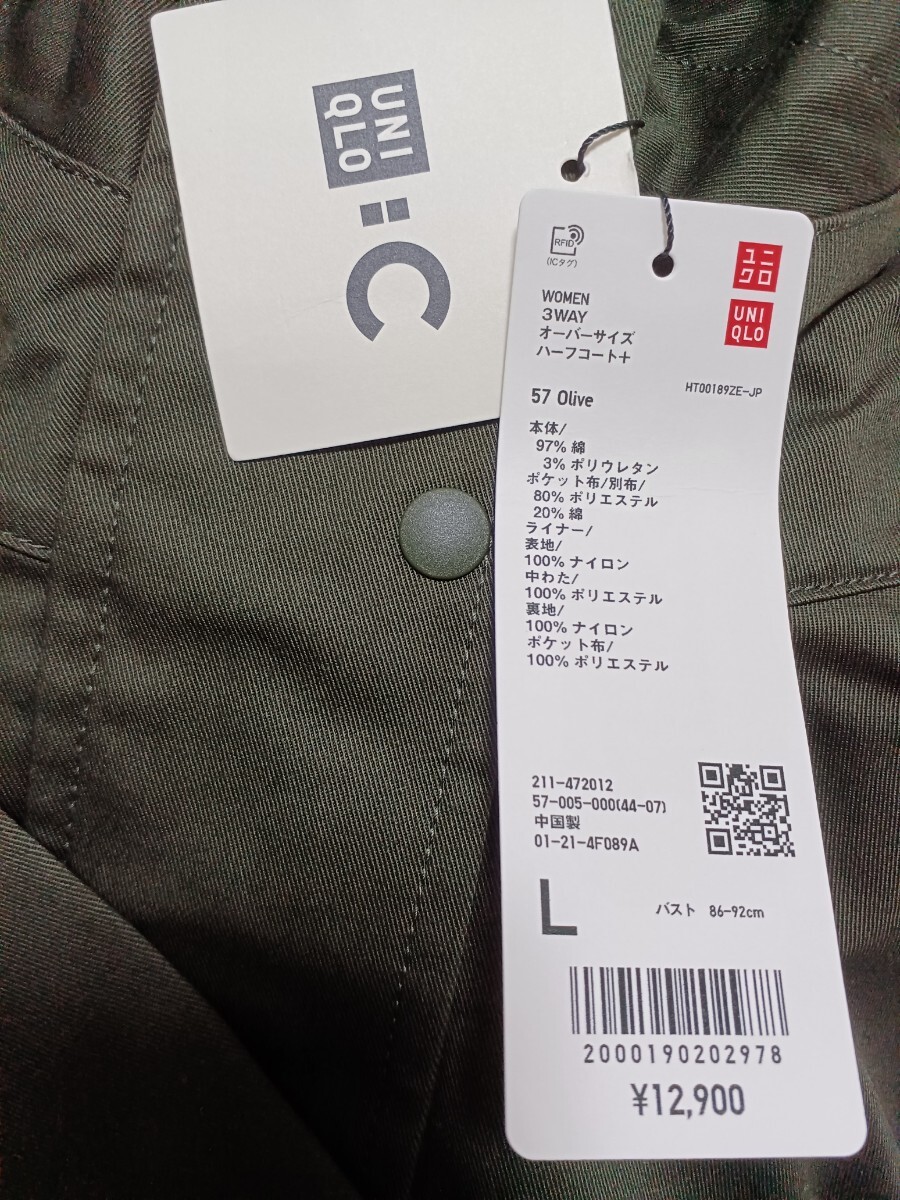 UNI
QLO
: C
RFID
(ICタグ)
ユニ
クロ
UNI
QLO
WOMEN
3WAY
オーバーサイズ
ハーフコート+
HT00189ZE-JP
57 Olive
本体/
97% 綿
3% ポリウレタン
ポケット布/別布/
80% ポリエステル
20% 綿
ライナー/
表地/
100% ナイロン
中わた/
100% ポリエステル
裏地/
100% ナイロン
ポケット布/
100% ポリエステル
211-472012
57-005-000(44-07)
中国製
01-21-4F089A
L
バスト 86-92cm
2000190202978
¥12,900